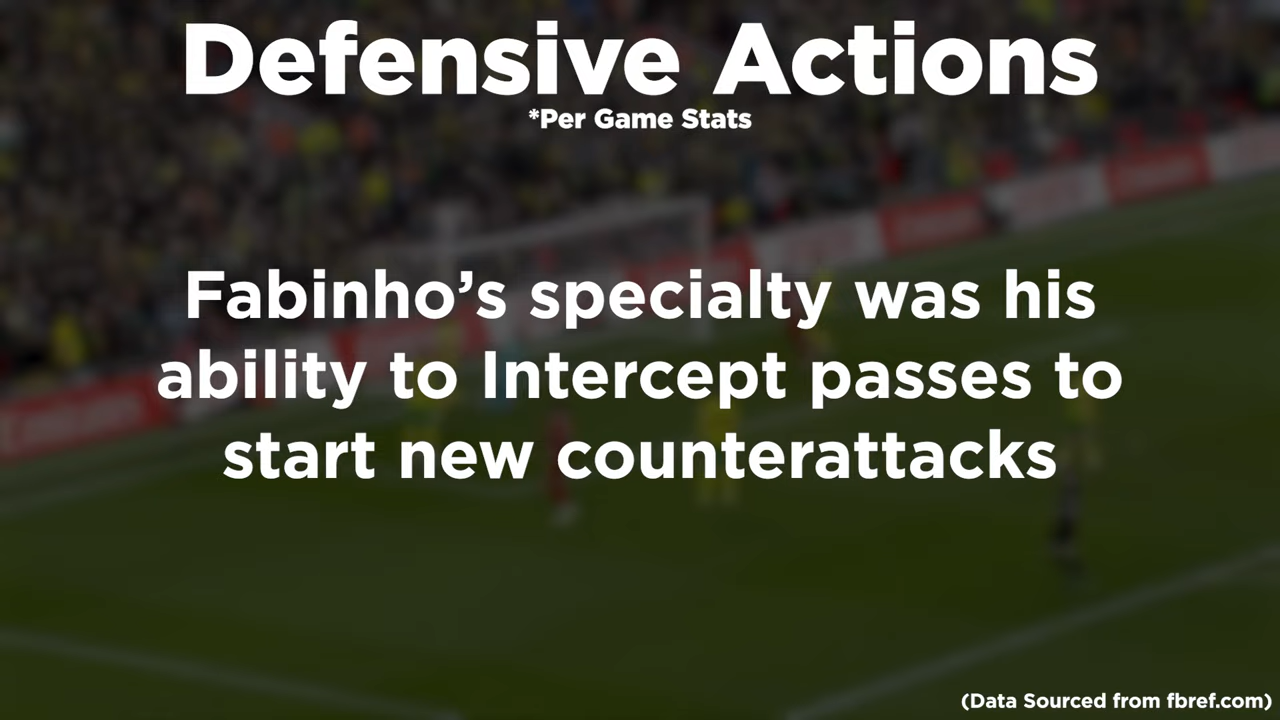 Defensive Actions
*Per Game Stats
Fabinho’s specialty was his
ability to Intercept passes to
start new counterattacks
(Data Sourced from fbref.com)